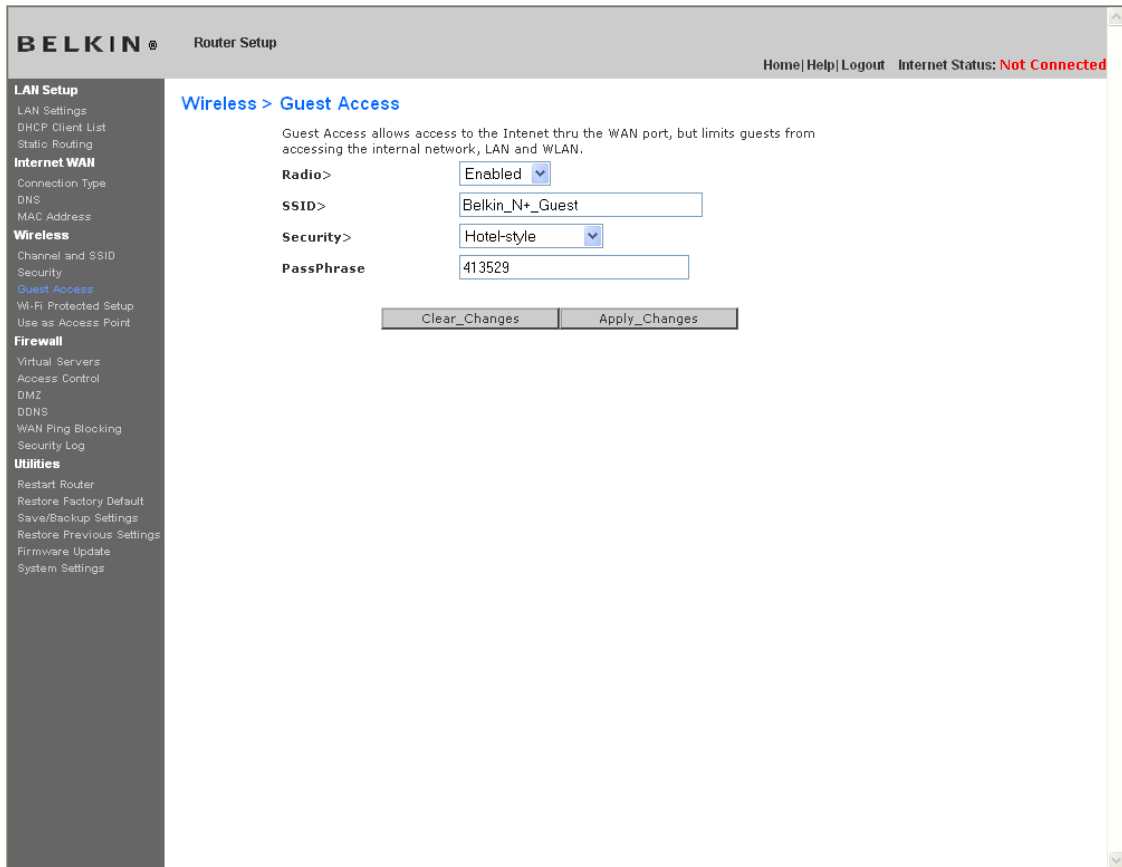 BELKIN ®
Router Setup
Home| Help| Logout Internet Status: Not Connected
LAN Setup
LAN Settings
DHCP Client List
Static Routing
Internet WAN
Connection Type
DNS
MAC Address
Wireless
Channel and SSID
Security
Guest Access
Wi-Fi Protected Setup
Use as Access Point
Firewall
Virtual Servers
Access Control
DMZ
DDNS
WAN Ping Blocking
Security Log
Utilities
Restart Router
Restore Factory Default
Save/Backup Settings
Restore Previous Settings
Firmware Update
System Settings
Wireless > Guest Access
Guest Access allows access to the Intenet thru the WAN port, but limits guests from
accessing the internal network, LAN and WLAN.
Radio> Enabled
SSID> Belkin_N+_Guest
Security> Hotel-style
PassPhrase 413529
Clear_Changes Apply_Changes